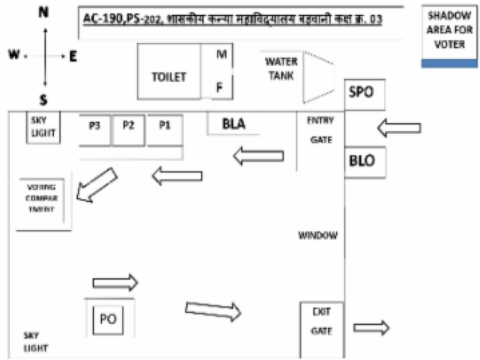 N
W E
S
AC-190,PS-202, शासकीय कन्या महाविद्यालय बड़वानी कक्ष क्र. 03
SHADOW
AREA FOR
VOTER
TOILET
M
F
WATER
TANK
SPO
SKY
LIGHT
P3 P2 P1
BLA
ENTRY
GATE
BLO
VOTING
COMPAR
TMENT
WINDOW
PO
EXIT
GATE
SKY
LIGHT